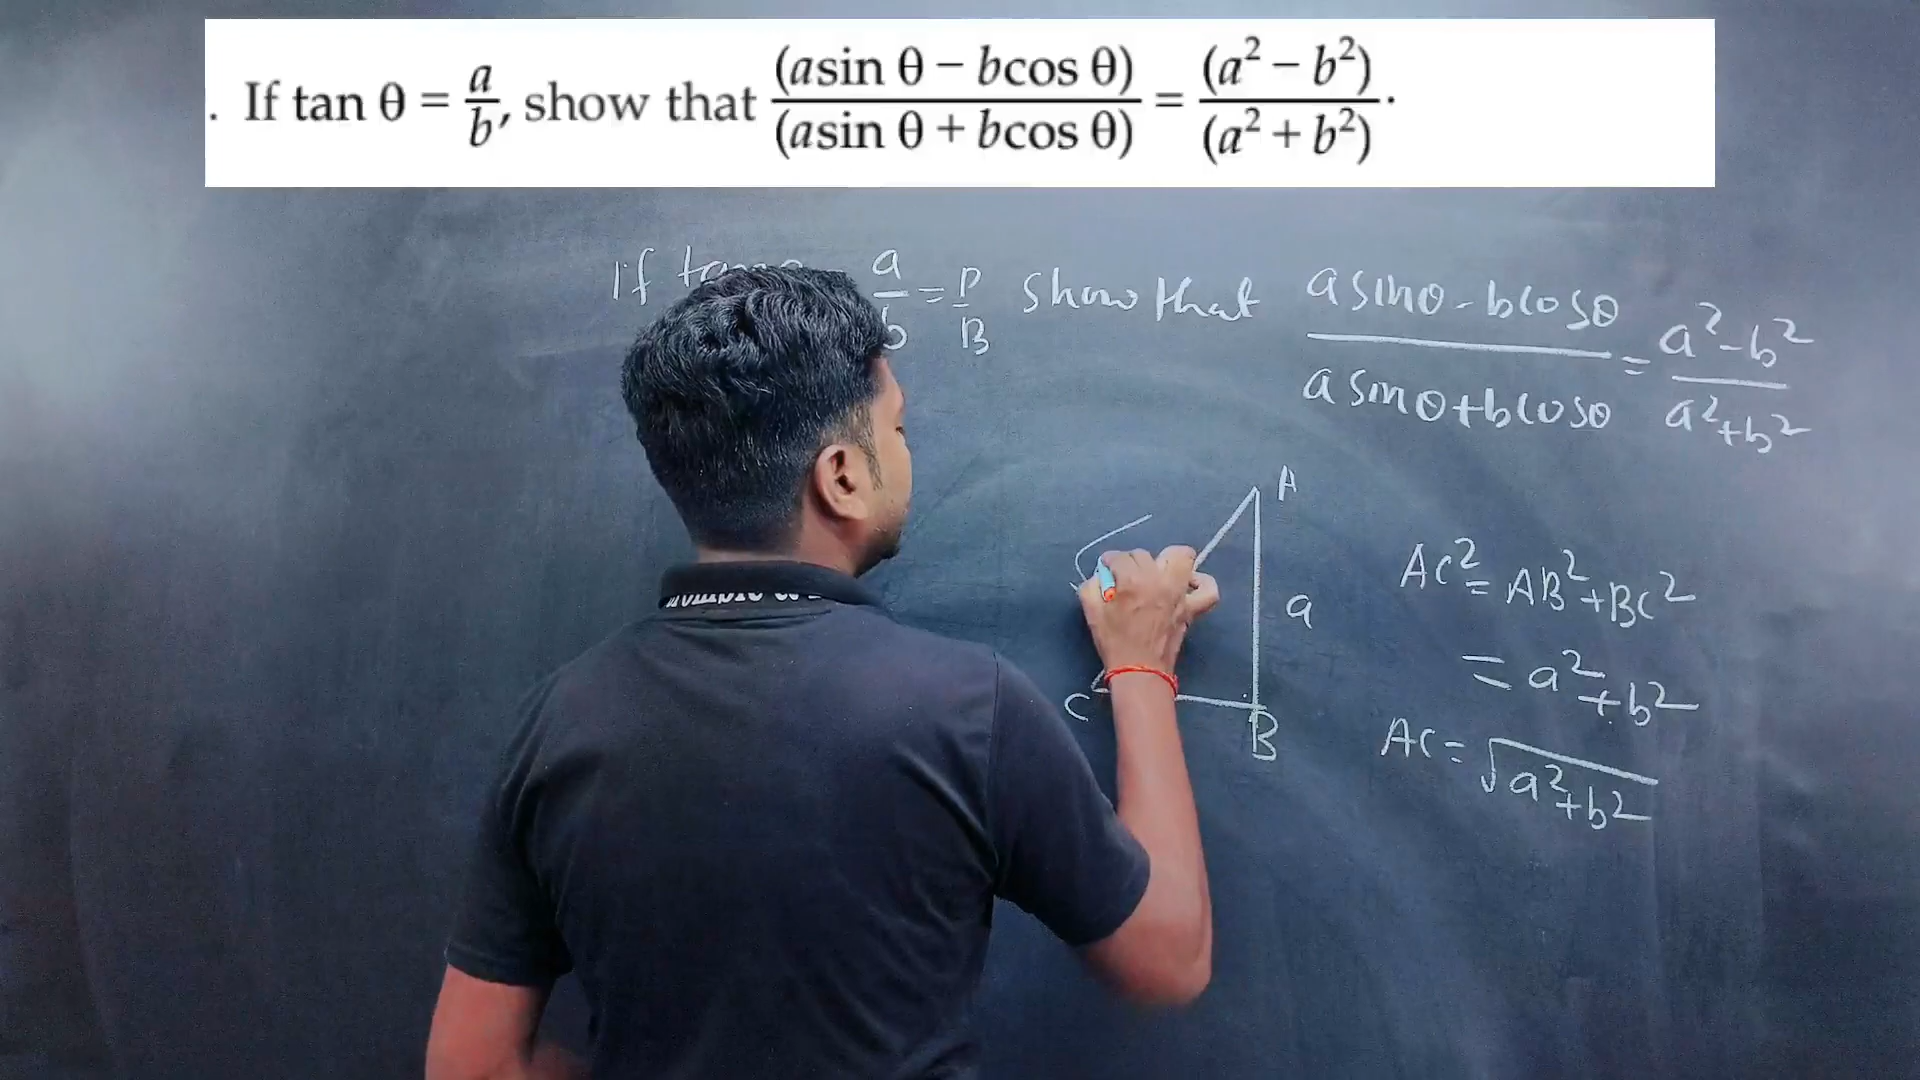 . If tan θ = a/b, show that (asin θ − bcos θ)/(asin θ + bcos θ) = (a² − b²)/(a² + b²).
If a/b = P/B show that (a sinθ - b cosθ)/(a sinθ + b cosθ) = (a² - b²)/(a² + b²)
A
AC² = AB² + BC²
a
= a² + b²
C
B
AC = √a² + b²